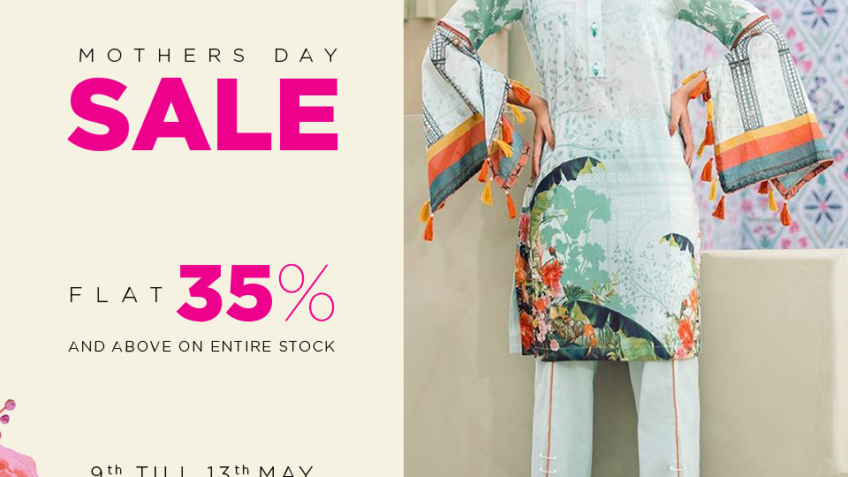 MOTHERS DAY
SALE
FLAT 35%
AND ABOVE ON ENTIRE STOCK
9th TILL 13th MAY